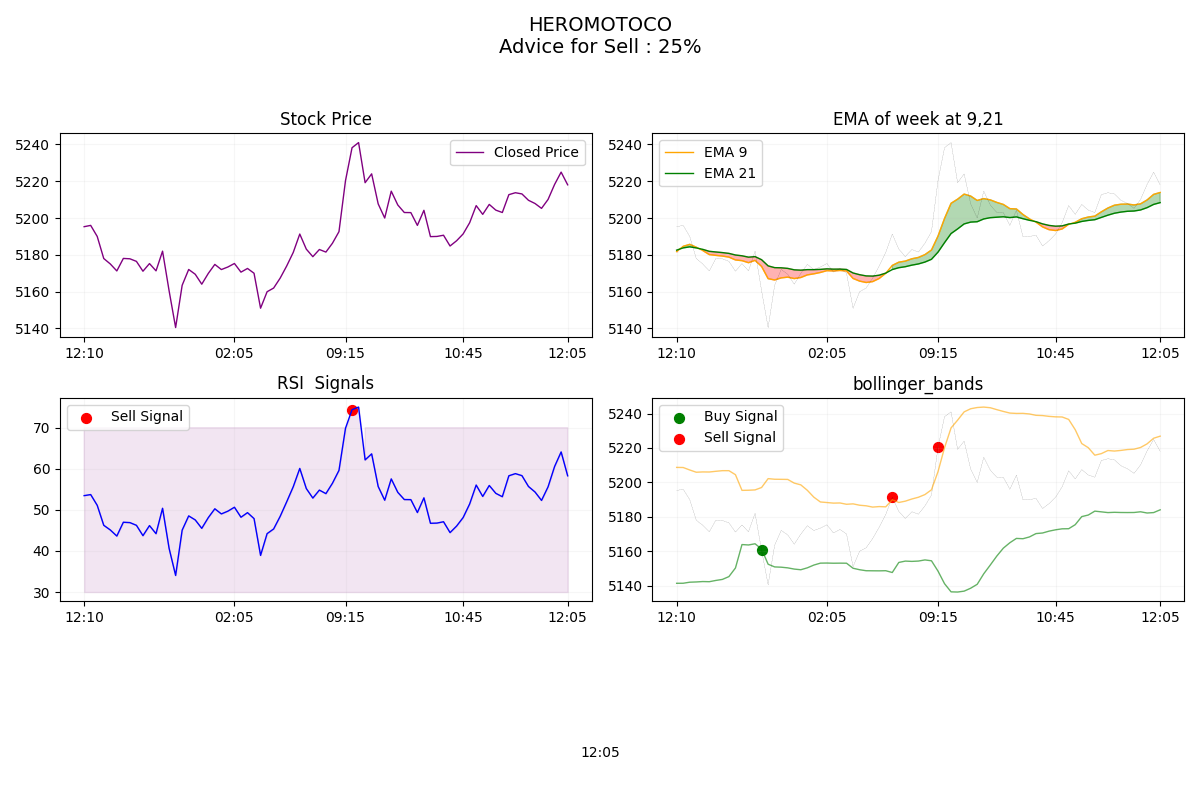 HEROMOTOCO
Advice for Sell : 25%
Stock Price
5240
5220
5200
5180
5160
5140
Closed Price
12:10 02:05 09:15 10:45 12:05
EMA of week at 9,21
5240
5220
5200
5180
5160
5140
EMA 9
EMA 21
12:10 02:05 09:15 10:45 12:05
RSI  Signals
70
60
50
40
30
Sell Signal
12:10 02:05 09:15 10:45 12:05
bollinger_bands
5240
5220
5200
5180
5160
5140
Buy Signal
Sell Signal
12:10 02:05 09:15 10:45 12:05
12:05